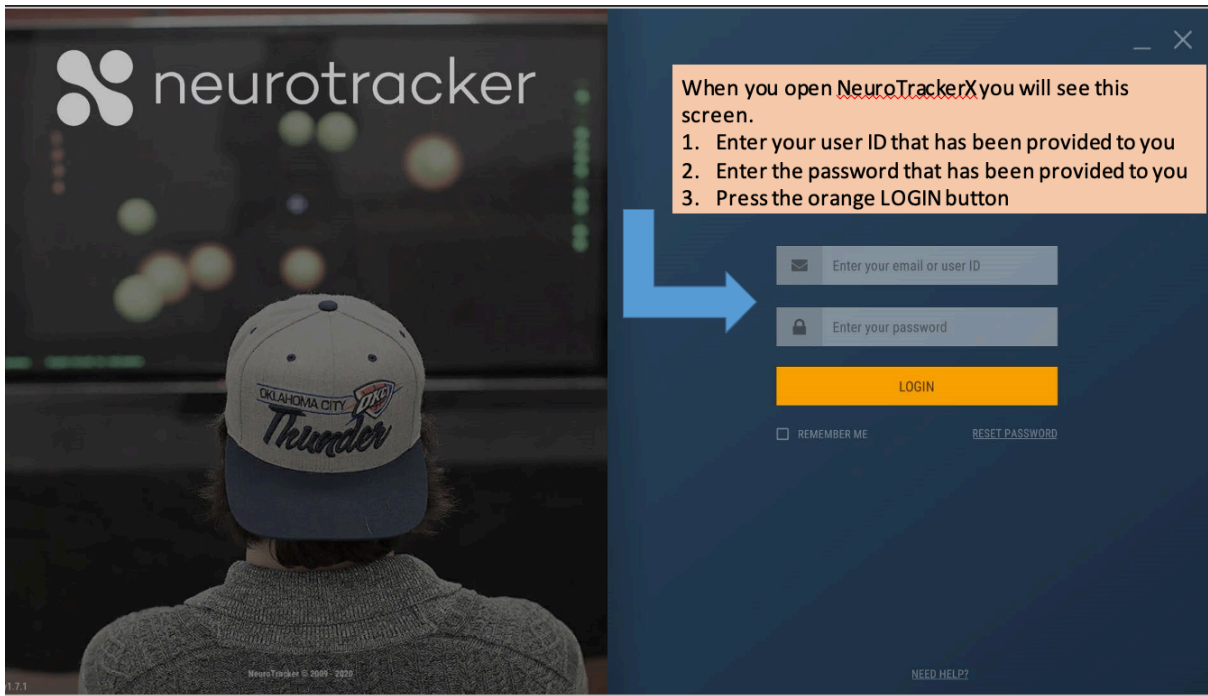 neurotracker
When you open NeuroTrackerX you will see this
screen.
1. Enter your user ID that has been provided to you
2. Enter the password that has been provided to you
3. Press the orange LOGIN button
Enter your email or user ID
Enter your password
LOGIN
REMEMBER ME RESET PASSWORD
OKLAHOMA CITY OKC
Thunder
NeuroTracker © 2009 - 2020
v1.7.1
NEED HELP?